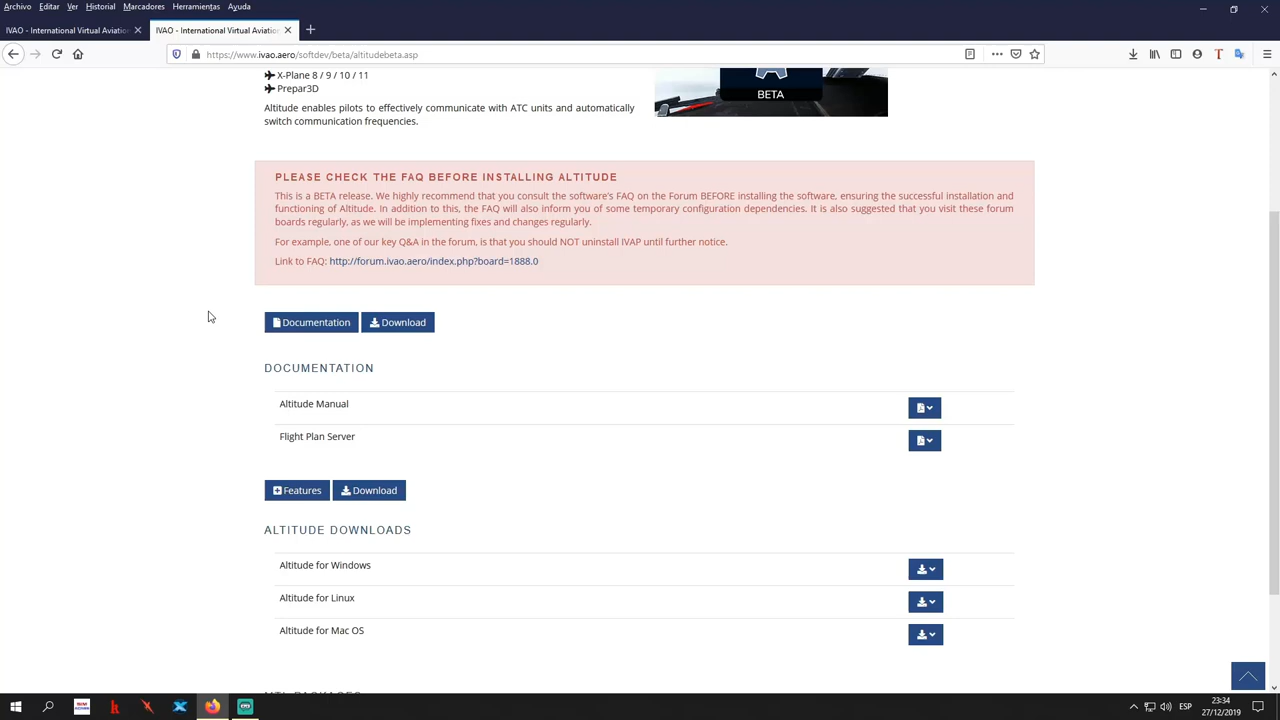 Archivo Editar Ver Historial Marcadores Herramientas Ayuda
IVAO - International Virtual Aviation
IVAO - International Virtual Aviatio
https://www.ivao.aero/softdev/beta/altitudebeta.asp
X-Plane 8 / 9 / 10 / 11
Prepar3D
BETA
Altitude enables pilots to effectively communicate with ATC units and automatically
switch communication frequencies.
PLEASE CHECK THE FAQ BEFORE INSTALLING ALTITUDE
This is a BETA release. We highly recommend that you consult the software's FAQ on the Forum BEFORE installing the software, ensuring the successful installation and
functioning of Altitude. In addition to this, the FAQ will also inform you of some temporary configuration dependencies. It is also suggested that you visit these forum
boards regularly, as we will be implementing fixes and changes regularly.
For example, one of our key Q&A in the forum, is that you should NOT uninstall IVAP until further notice.
Link to FAQ: http://forum.ivao.aero/index.php?board=1888.0
Documentation Download
DOCUMENTATION
Altitude Manual
Flight Plan Server
Features Download
ALTITUDE DOWNLOADS
Altitude for Windows
Altitude for Linux
Altitude for Mac OS
MTL PACKAGES
ESP
23:34
27/12/2019